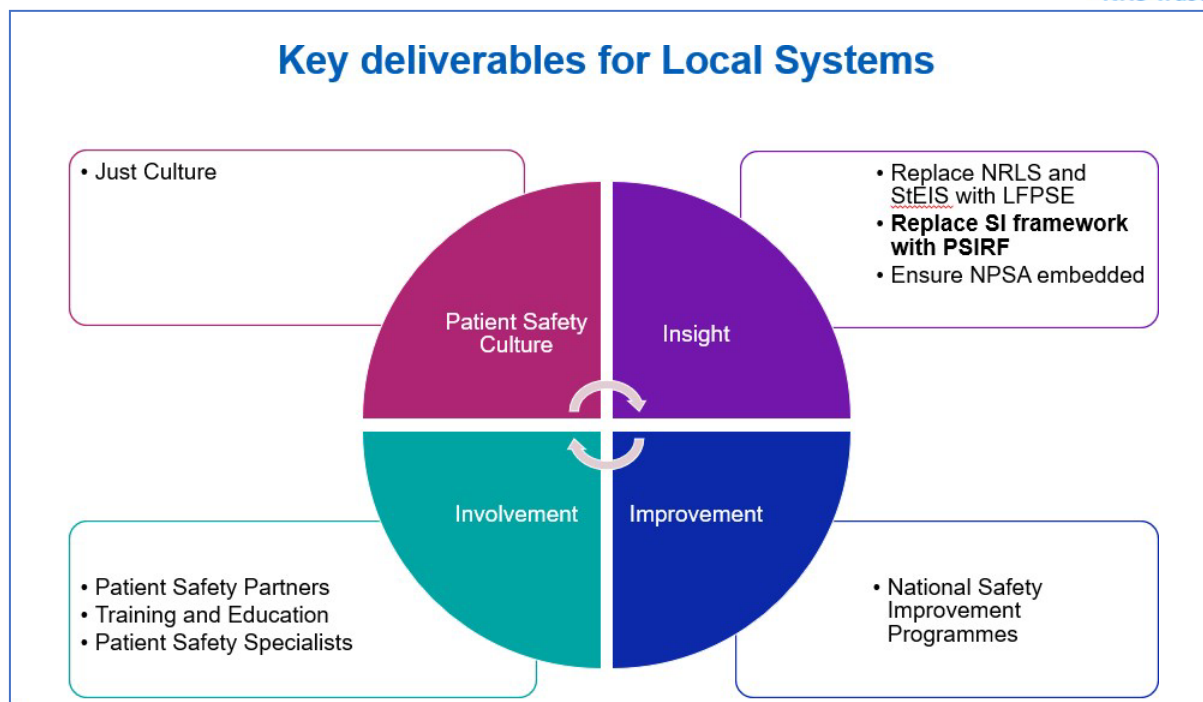 Key deliverables for Local Systems
• Just Culture
• Replace NRLS and
StEIS with LFPSE
• Replace SI framework
with PSIRF
• Ensure NPSA embedded
Patient Safety
Culture
Insight
Involvement
Improvement
• Patient Safety Partners
• Training and Education
• Patient Safety Specialists
• National Safety
Improvement
Programmes